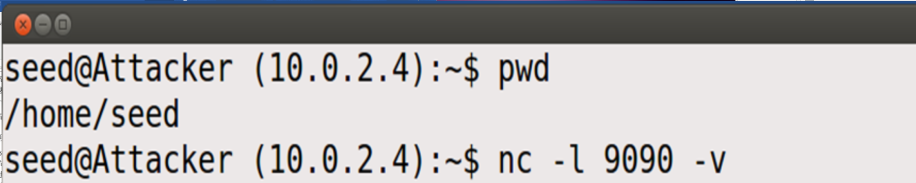 seed@Attacker (10.0.2.4):~$ pwd
/home/seed
seed@Attacker (10.0.2.4):~$ nc -l 9090 -v